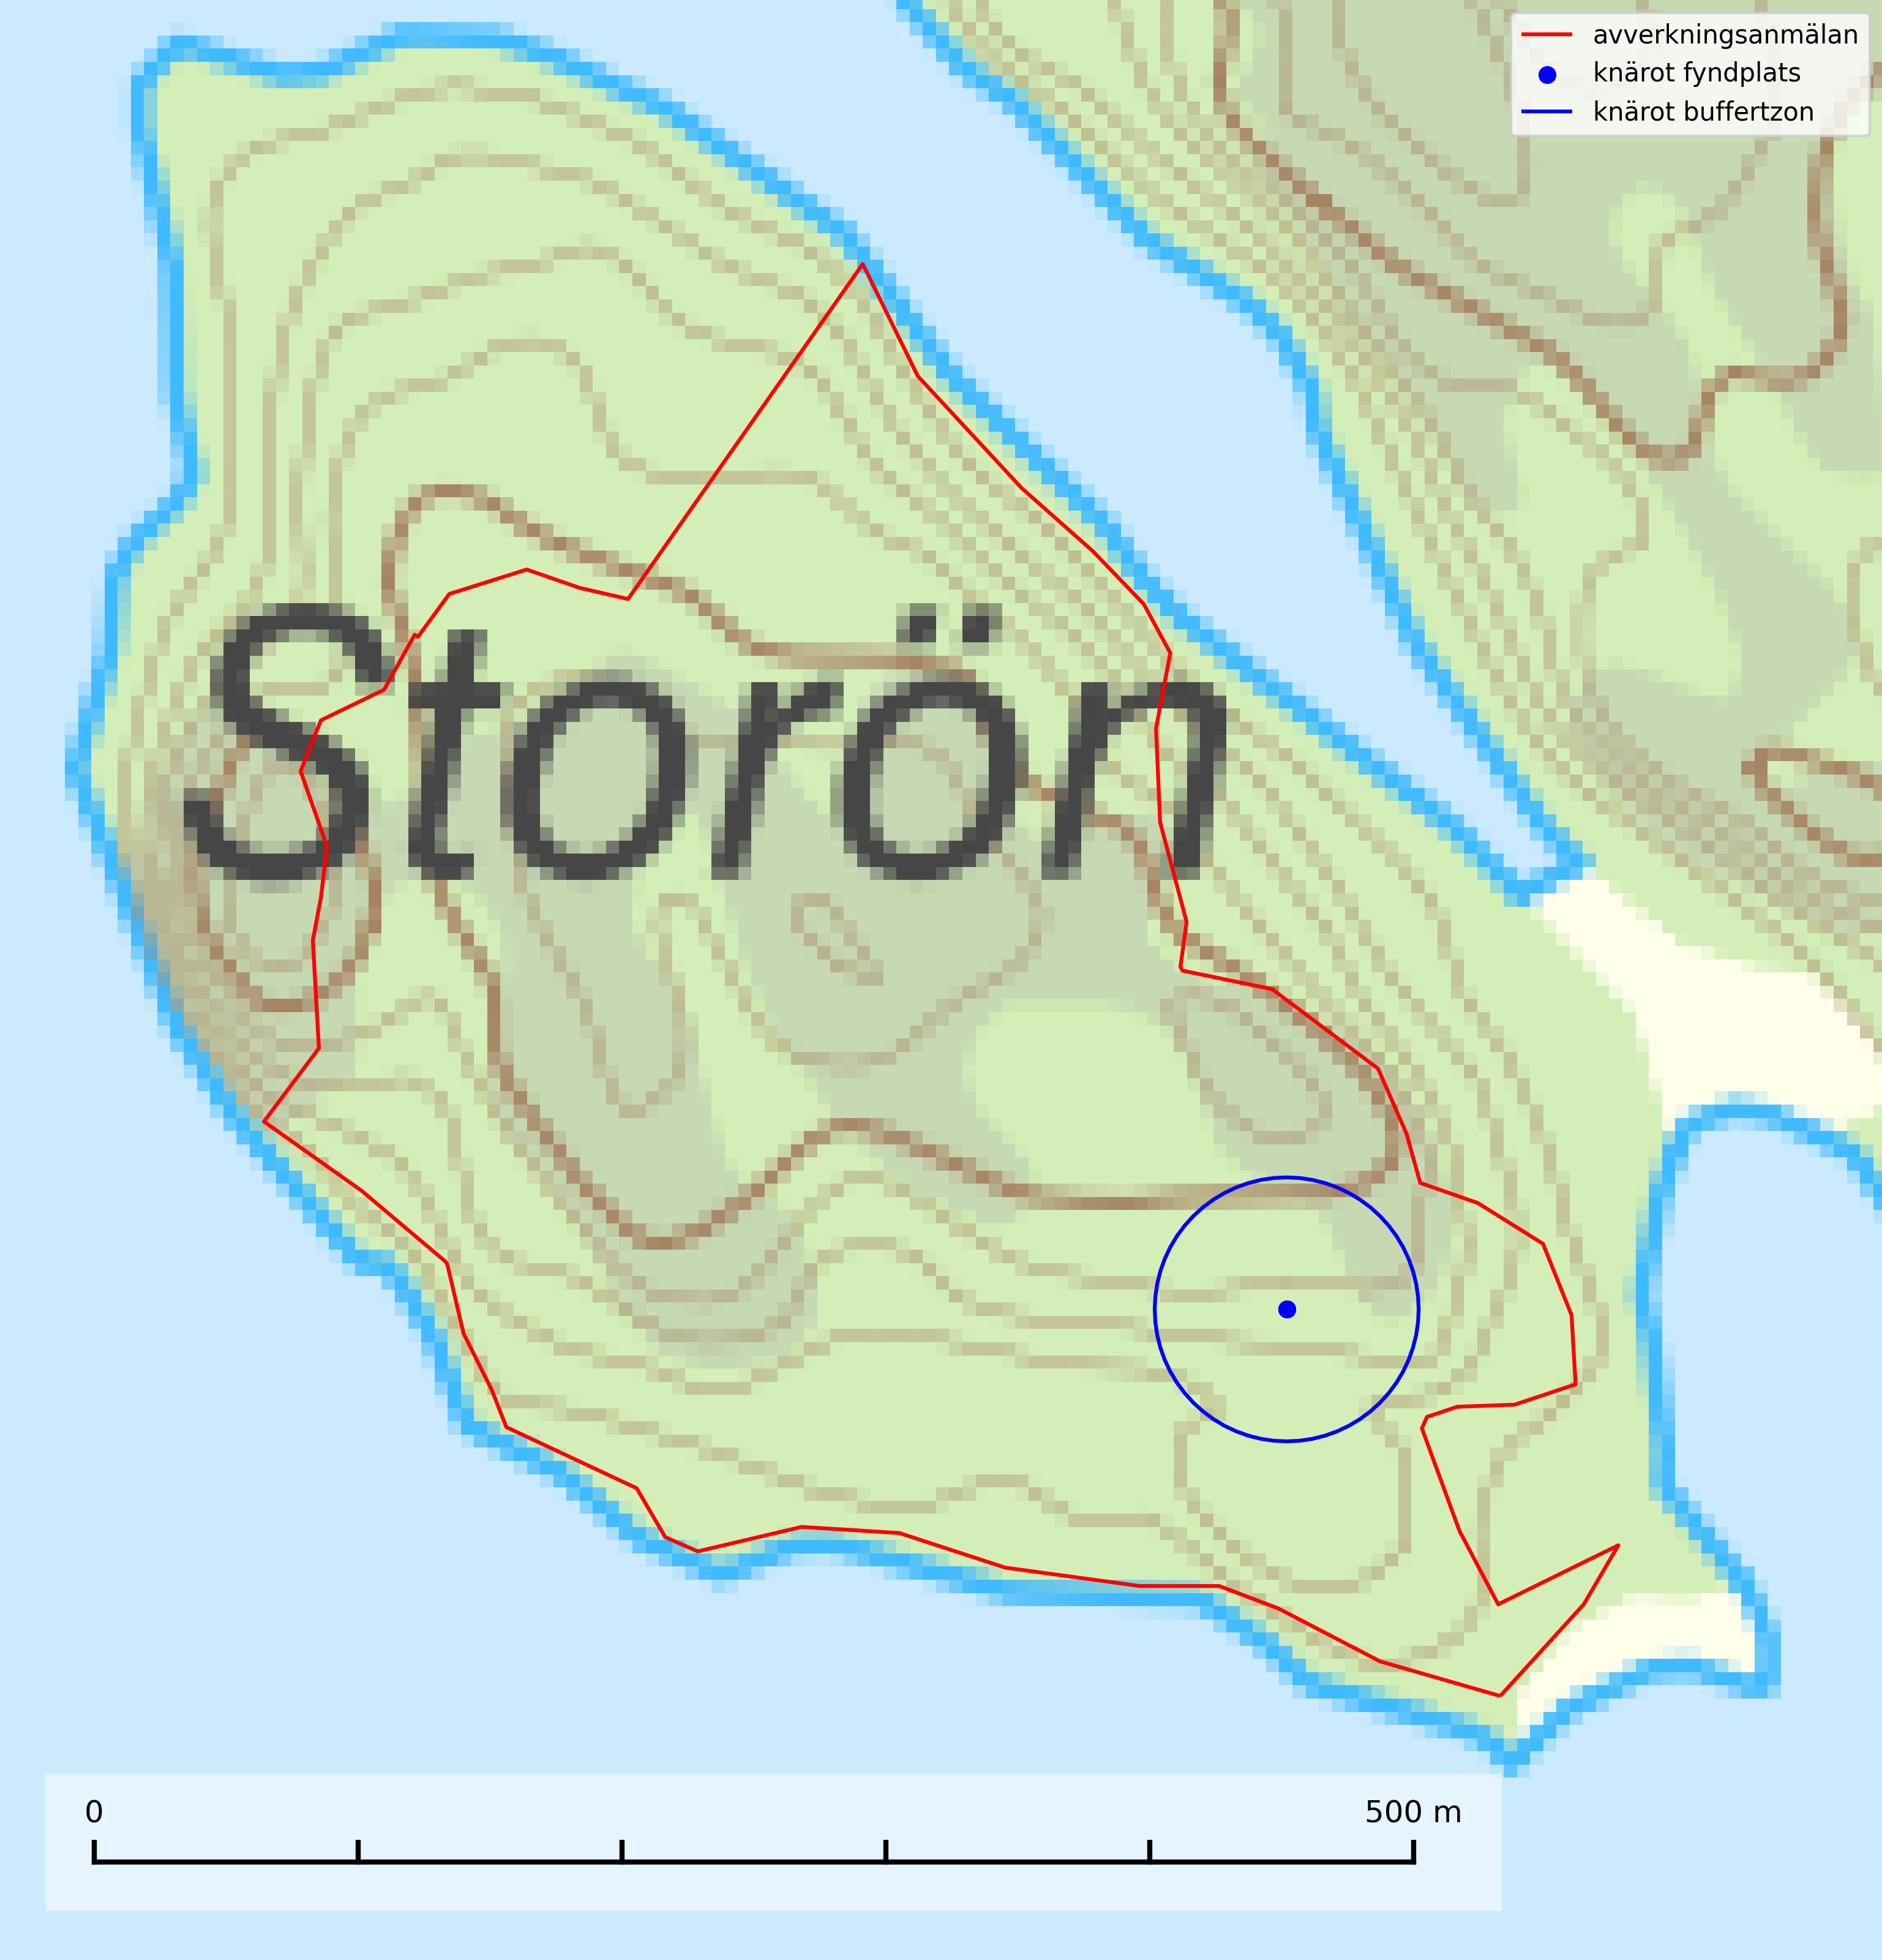 avverkningsanmälan
knärot fyndplats
knärot buffertzon
Storön
0 500 m